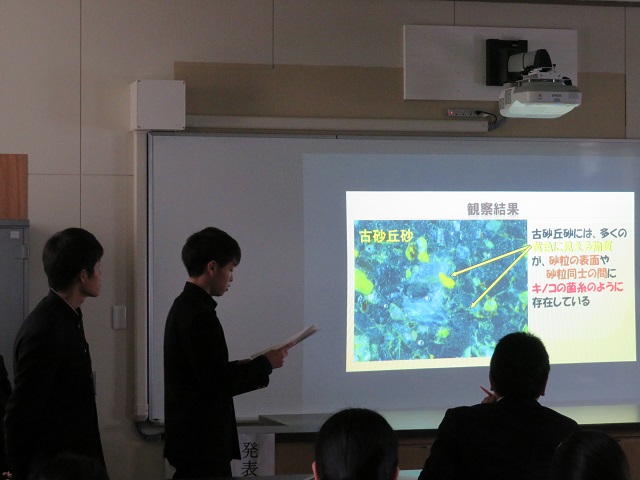 観察結果
古砂丘砂
古砂丘砂には、多くの
黄色に見える物質
が、砂粒の表面や
砂粒同士の間に
キノコの菌糸のように
存在している
発表